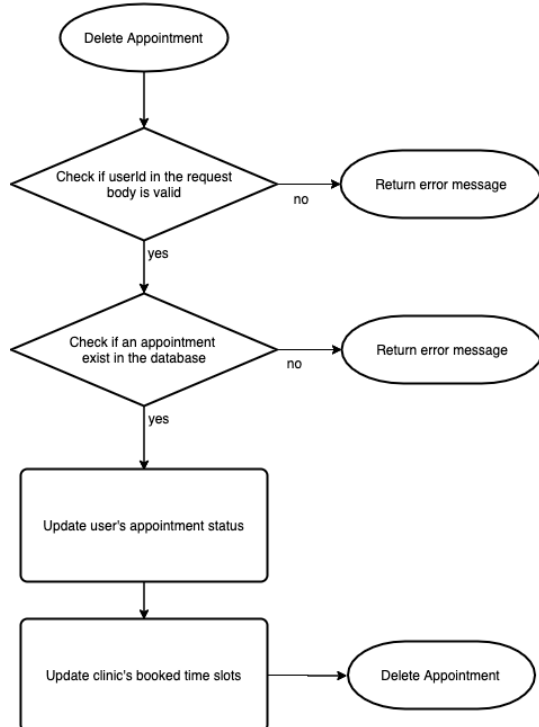 Delete Appointment
Check if userId in the request
body is valid
no
Return error message
yes
Check if an appointment
exist in the database
no
Return error message
yes
Update user's appointment status
Update clinic's booked time slots
Delete Appointment